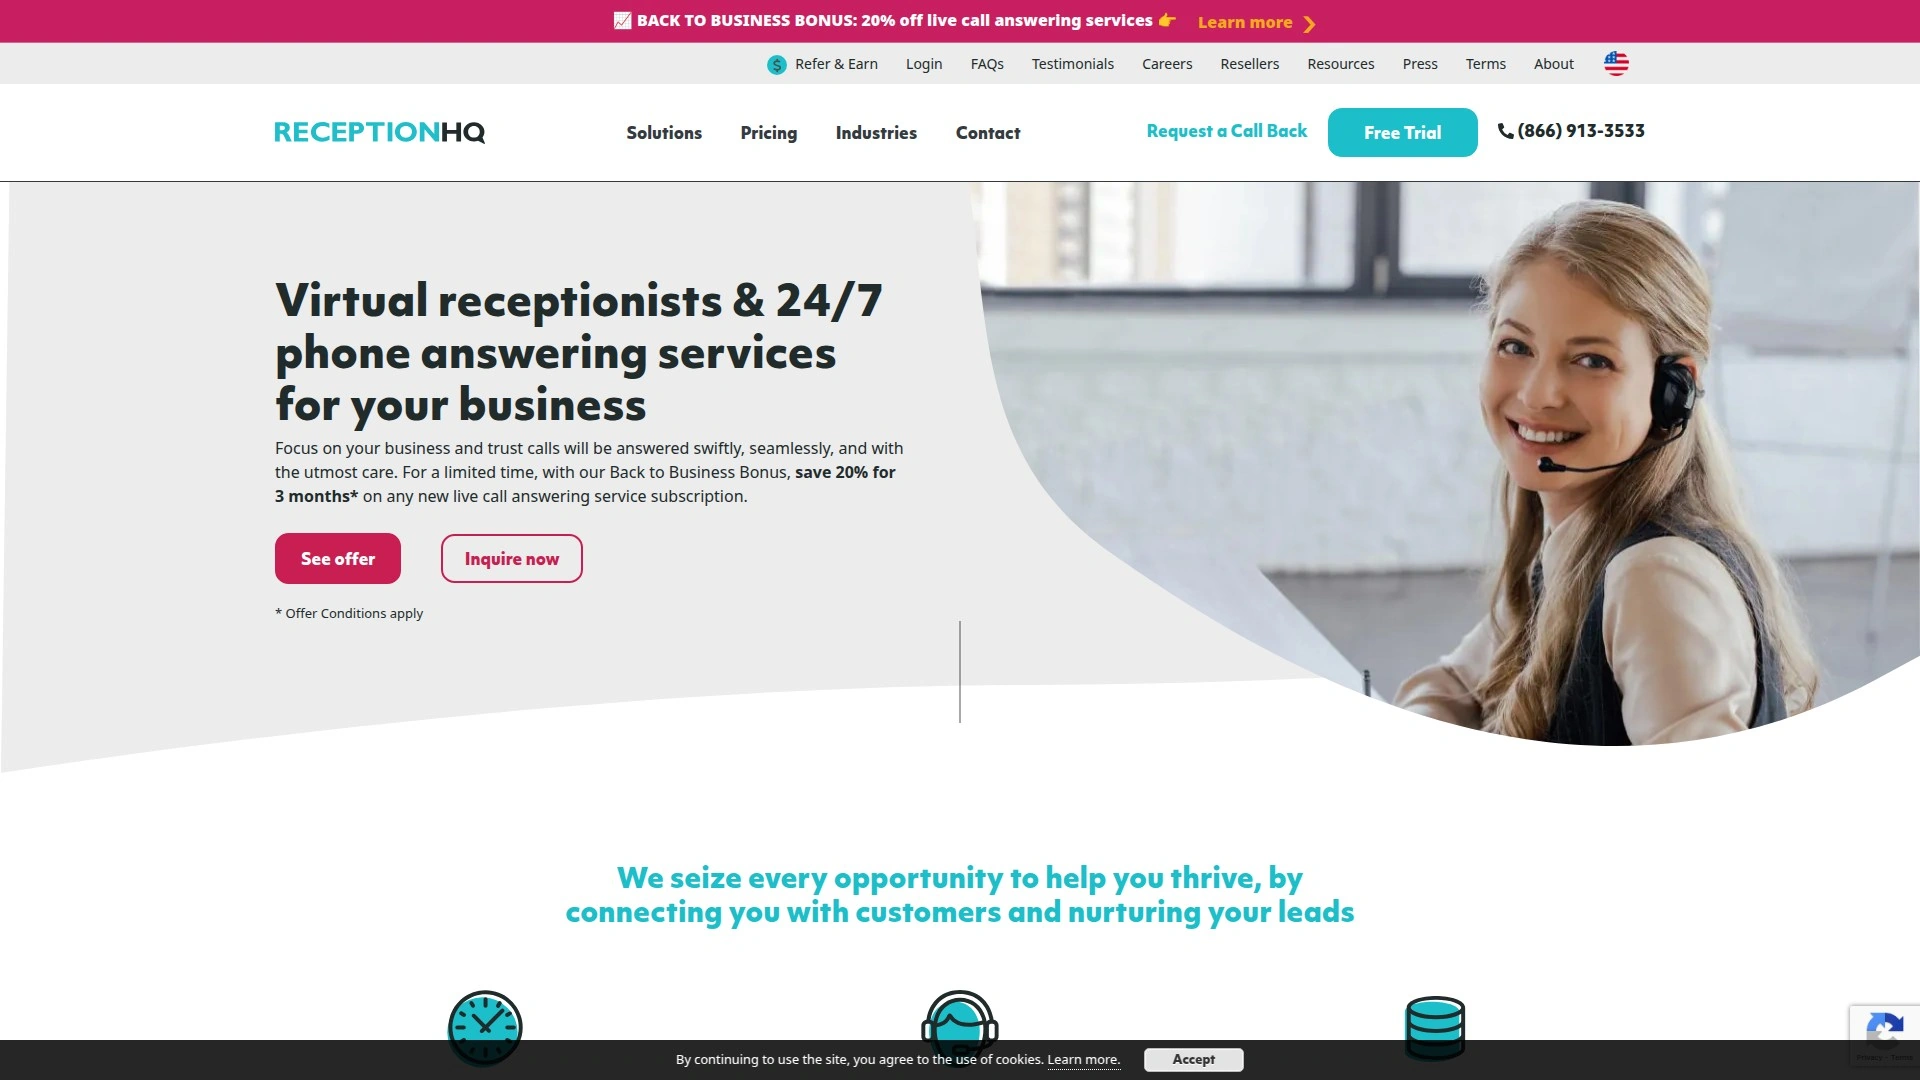 BACK TO BUSINESS BONUS: 20% off live call answering services
Learn more
Refer & Earn
Login
FAQs
Testimonials
Careers
Resellers
Resources
Press
Terms
About
RECEPTIONHQ
Solutions
Pricing
Industries
Contact
Request a Call Back
Free Trial
(866) 913-3533
Virtual receptionists & 24/7
phone answering services
for your business
Focus on your business and trust calls will be answered swiftly, seamlessly, and with
the utmost care. For a limited time, with our Back to Business Bonus, save 20% for
3 months* on any new live call answering service subscription.
See offer
Inquire now
* Offer Conditions apply
We seize every opportunity to help you thrive, by
connecting you with customers and nurturing your leads
By continuing to use the site, you agree to the use of cookies. Learn more.
Accept
Privacy - Terms